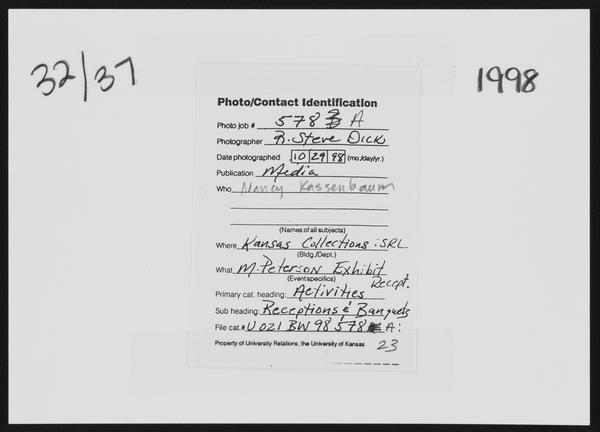 32/37
1998
Photo/Contact Identification
Photo job # 578 A
Photographer R. Steve Dick
Date photographed 10 29 98 (mo./day/yr.)
Publication Media
Who Nancy Kassenbaum
(Names of all subjects)
Where Kansas Collections: SRL
(Bldg./Dept.)
What M. Peterson Exhibit
(Event specifics) Recept.
Primary cat. heading: Activities
Sub heading: Receptions & Banquets
File cat.# U021 BW 98 578 A:
Property of University Relations, the University of Kansas 23